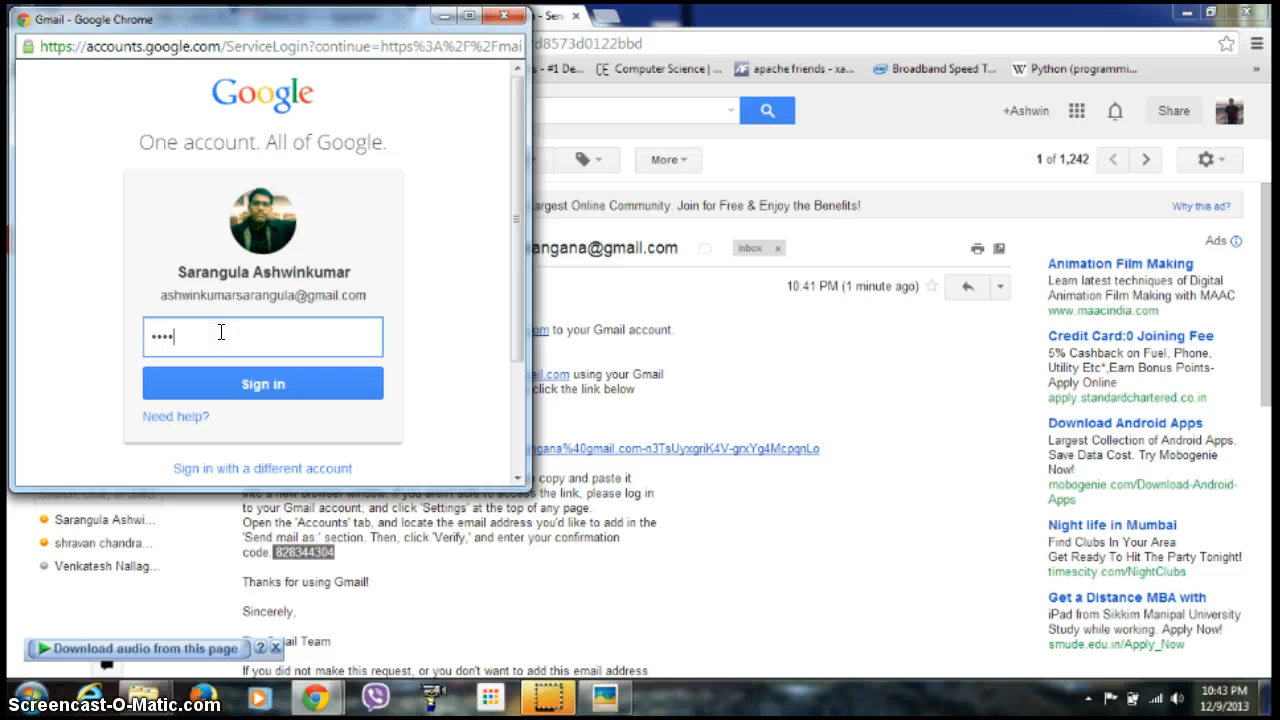 Gmail - Google Chrome
https://accounts.google.com/ServiceLogin?continue=https%3A%2F%2Fmai
Google
One account. All of Google.
Sarangula Ashwinkumar
ashwinkumarsarangula@gmail.com
Sign in
Need help?
Sign in with a different account
d8573d0122bbd
- #1 De...
Computer Science | ...
apache friends - xa...
Broadband Speed T...
Python (programmi...
+Ashwin
Share
More
1 of 1,242
argest Online Community. Join for Free & Enjoy the Benefits!
Why this ad?
angana@gmail.com
Inbox x
10:41 PM (1 minute ago)
om to your Gmail account.
ail.com using your Gmail
click the link below
ngana%40gmail.com-n3TsUyxgriK4V-grxYg4McpqnLo
copy and paste it
into a new browser window. If you aren't able to access the link, please log in
to your Gmail account, and click 'Settings' at the top of any page.
Open the 'Accounts' tab, and locate the email address you'd like to add in the
'Send mail as:' section. Then, click 'Verify,' and enter your confirmation
code: 828344304
Thanks for using Gmail!
Sincerely,
ail Team
If you did not make this request, or you don't want to add this email address
Ads
Animation Film Making
Learn latest techniques of Digital
Animation Film Making with MAAC
www.maacindia.com
Credit Card:0 Joining Fee
5% Cashback on Fuel, Phone,
Utility Etc*,Earn Bonus Points-
Apply Online
apply.standardchartered.co.in
Download Android Apps
Largest Collection of Android Apps.
Save Data Cost. Try Mobogenie
Now!
mobogenie.com/Download-Android-
Apps
Night life in Mumbai
Find Clubs In Your Area
Get Ready To Hit The Party Tonight!
timescity.com/NightClubs
Get a Distance MBA with
iPad from Sikkim Manipal University
Study while working. Apply Now!
smude.edu.in/Apply_Now
Sarangula Ashwi...
shravan chandra...
Venkatesh Nallag...
Download audio from this page
Screencast-O-Matic.com
10:43 PM
12/9/2013